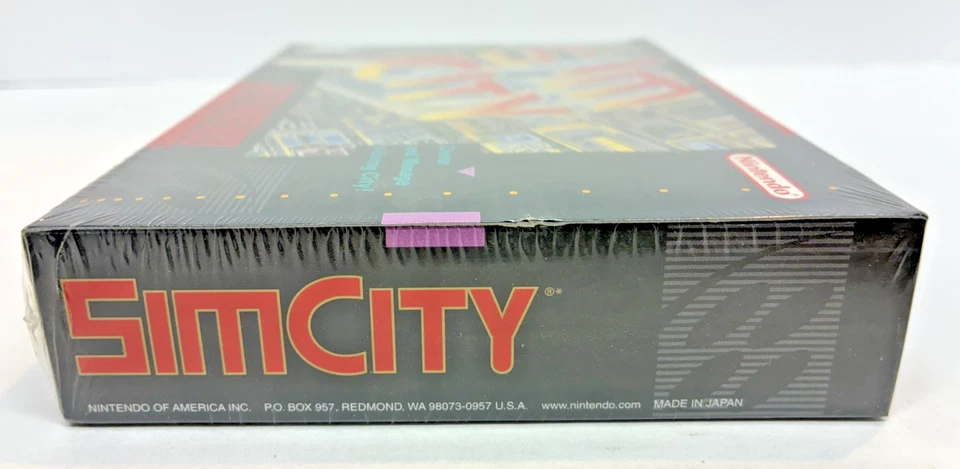 Nintendo
SIMCITY ®*
NINTENDO OF AMERICA INC. P.O. BOX 957, REDMOND, WA 98073-0957 U.S.A. www.nintendo.com MADE IN JAPAN